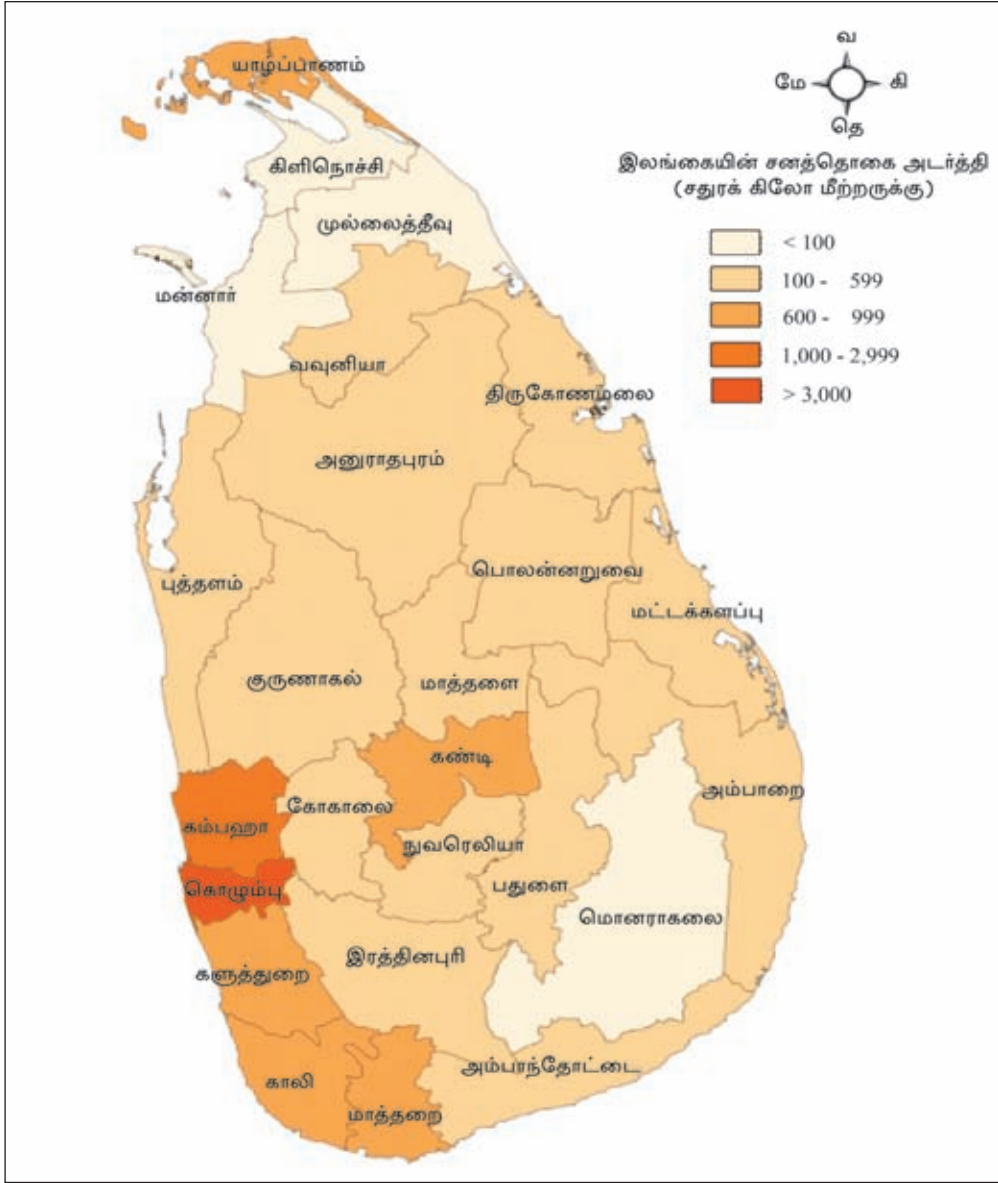 வ
மே
கி
தெ
இலங்கையின் சனத்தொகை அடர்த்தி
(சதுரக் கிலோ மீற்றருக்கு)
< 100
100 - 599
600 - 999
1,000 - 2,999
> 3,000
யாழ்ப்பாணம்
கிளிநொச்சி
முல்லைத்தீவு
மன்னார்
வவுனியா
திருகோணமலை
அனுராதபுரம்
பொலன்னறுவை
புத்தளம்
மட்டக்களப்பு
குருணாகல்
மாத்தளை
கண்டி
அம்பாறை
கோகாலை
கம்பஹா
நுவரெலியா
பதுளை
கொழும்பு
மொனராகலை
இரத்தினபுரி
களுத்துறை
அம்பாந்தோட்டை
காலி
மாத்தறை